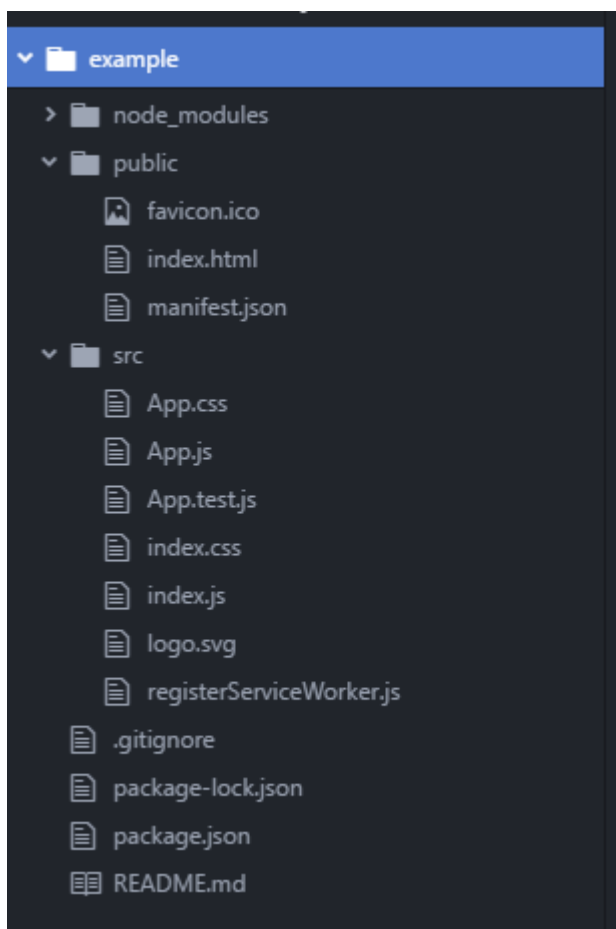 example
node_modules
public
favicon.ico
index.html
manifest.json
src
App.css
App.js
App.test.js
index.css
index.js
logo.svg
registerServiceWorker.js
.gitignore
package-lock.json
package.json
README.md